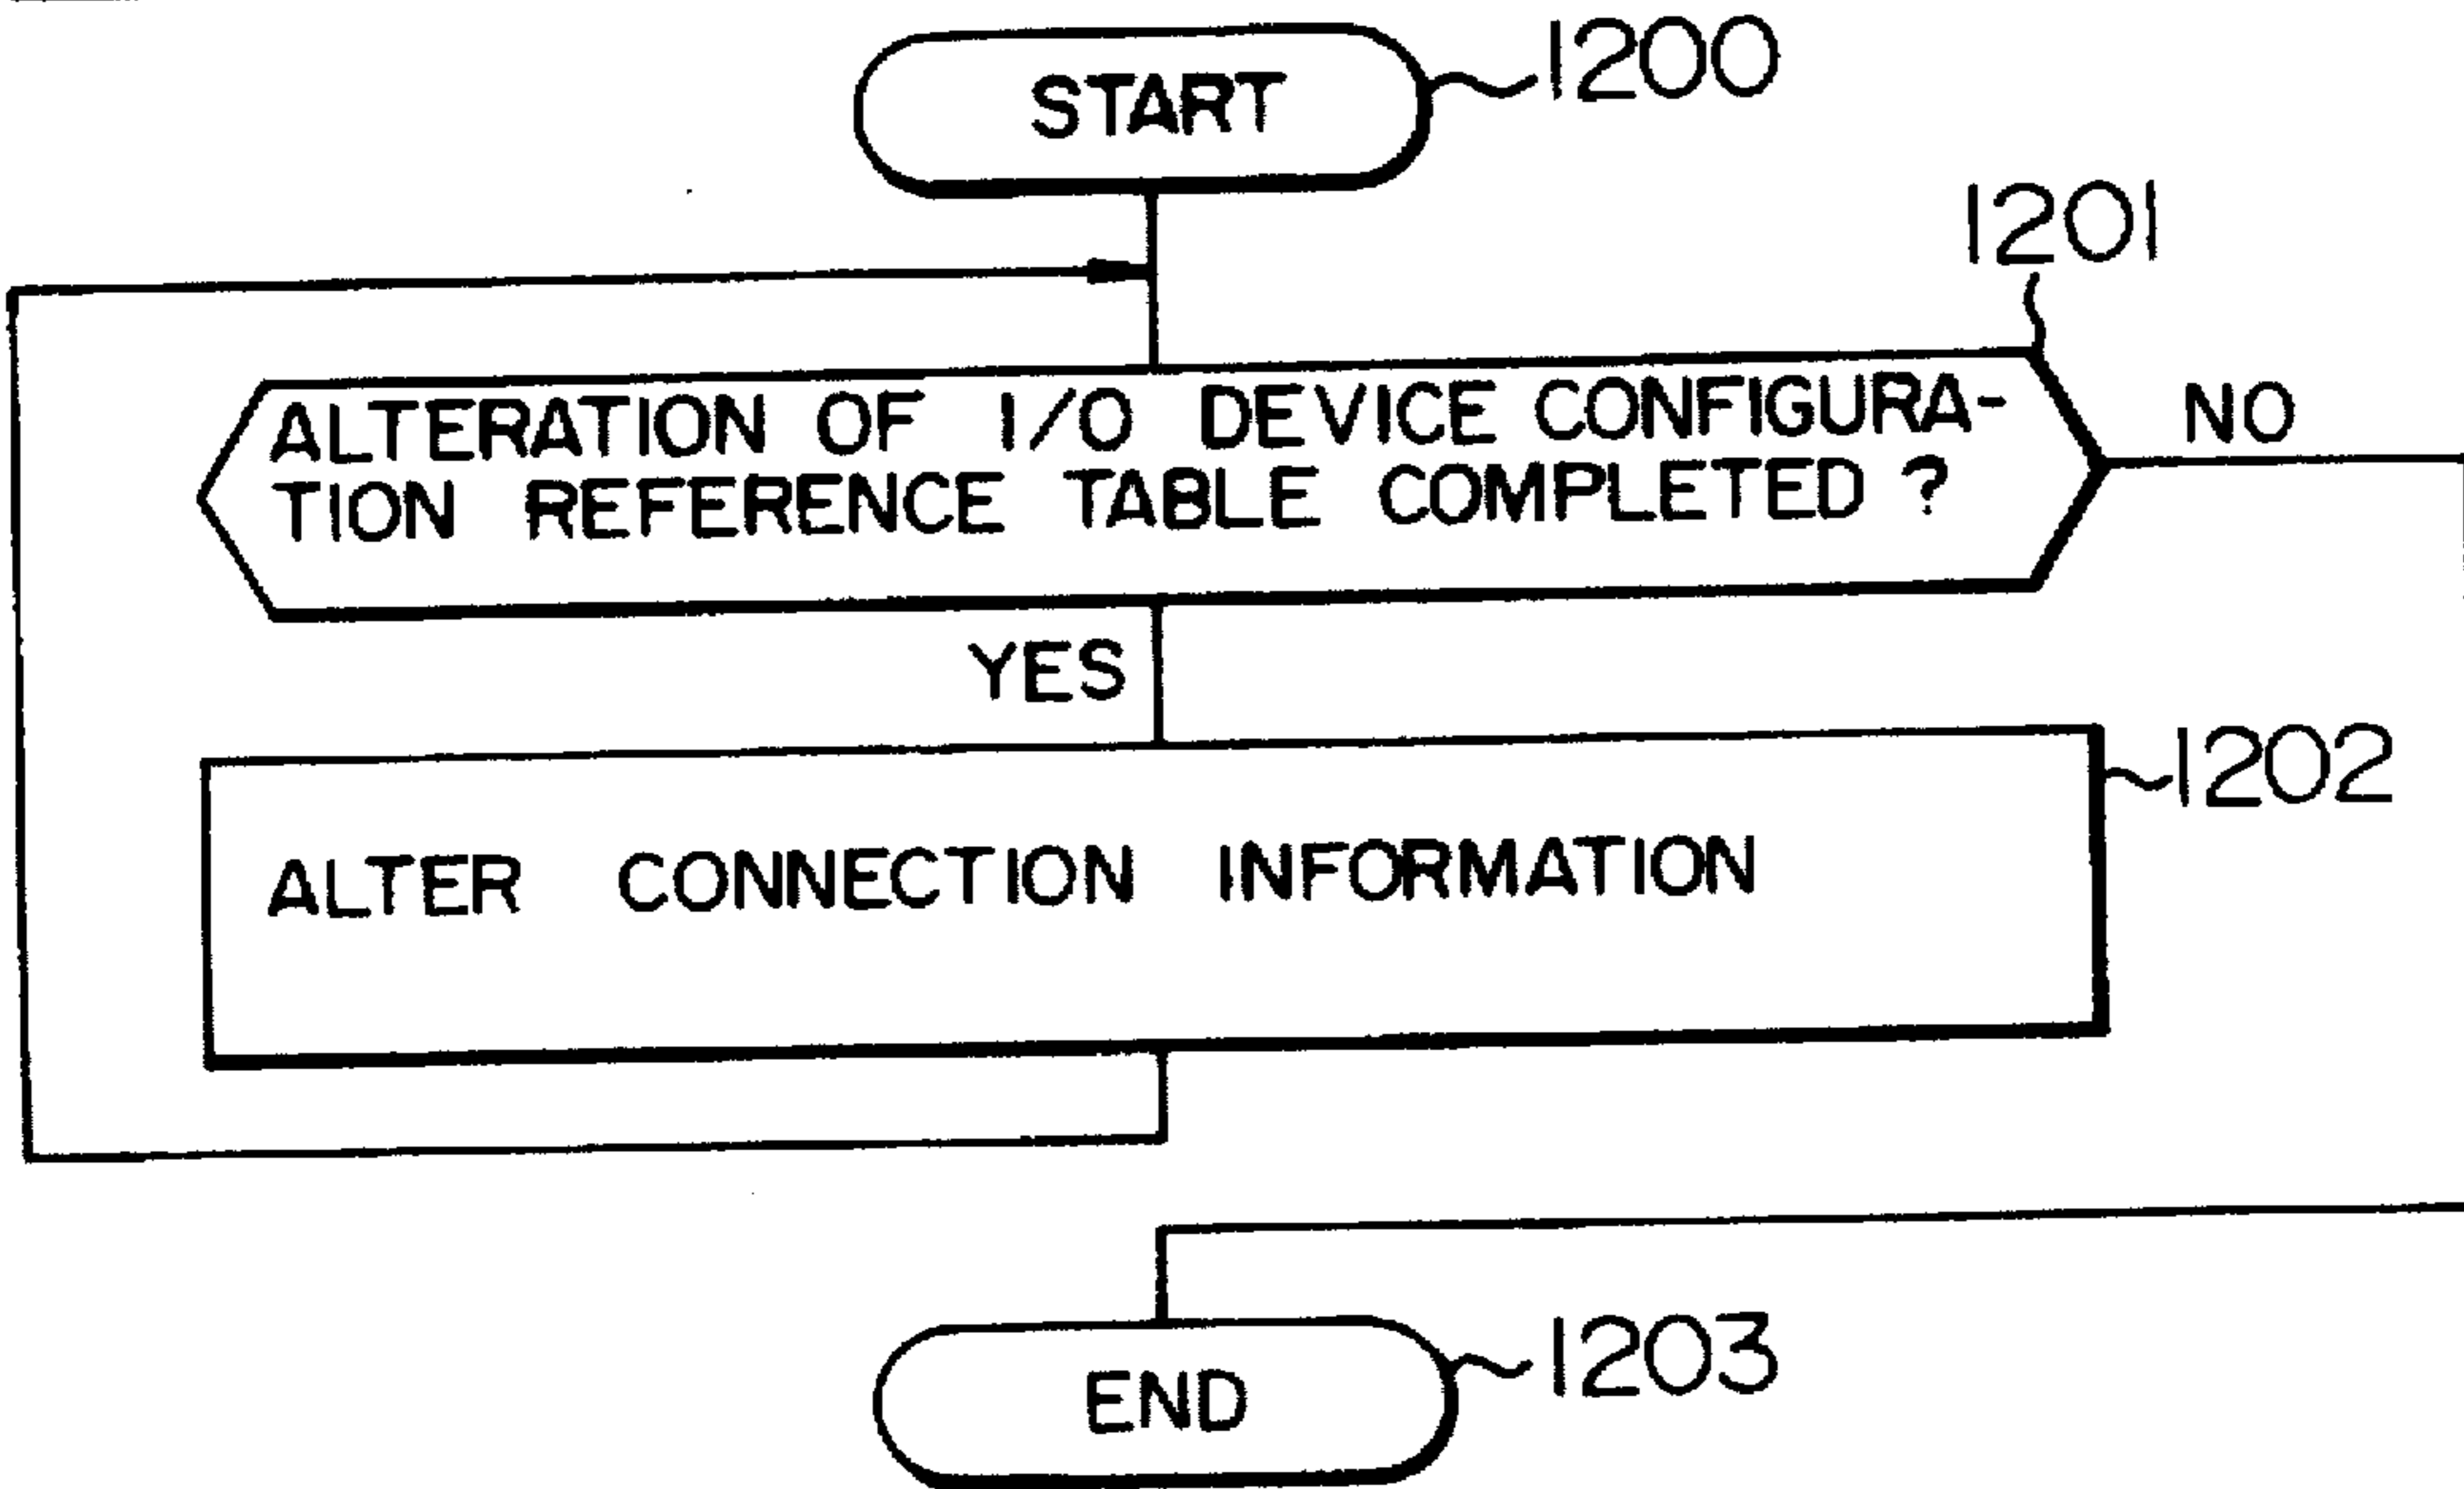 START
1200
1201
ALTERATION OF I/O DEVICE CONFIGURA-
TION REFERENCE TABLE COMPLETED ?
NO
YES
1202
ALTER CONNECTION INFORMATION
END
1203